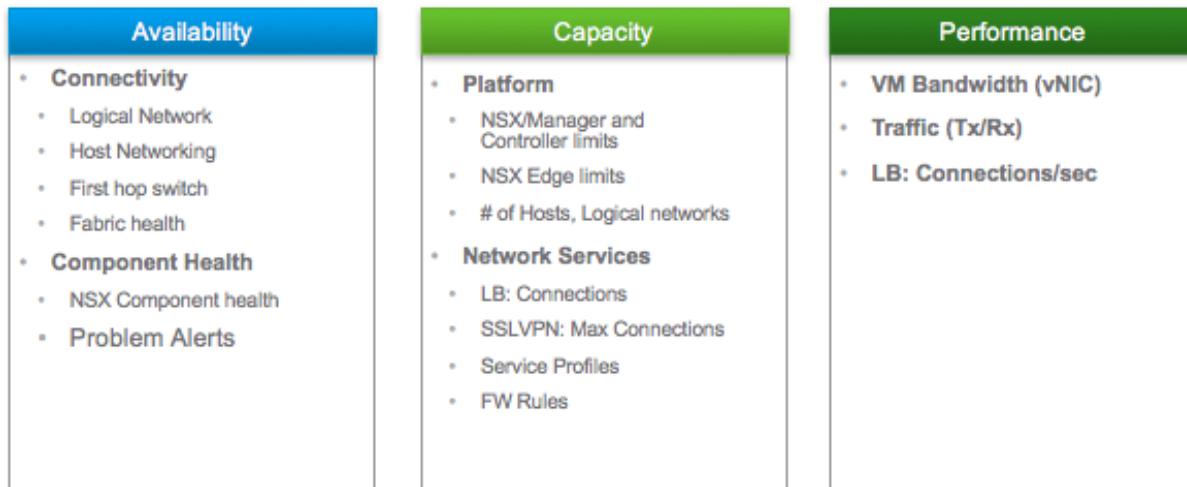 Availability
• Connectivity
• Logical Network
• Host Networking
• First hop switch
• Fabric health
• Component Health
• NSX Component health
• Problem Alerts
Capacity
• Platform
• NSX/Manager and
Controller limits
• NSX Edge limits
• # of Hosts, Logical networks
• Network Services
• LB: Connections
• SSLVPN: Max Connections
• Service Profiles
• FW Rules
Performance
• VM Bandwidth (vNIC)
• Traffic (Tx/Rx)
• LB: Connections/sec